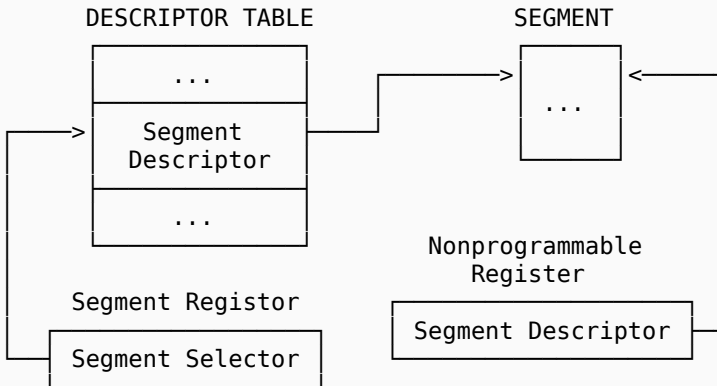 DESCRIPTOR TABLE
SEGMENT
...
Segment
Descriptor
...
...
Nonprogrammable
Register
Segment Registor
Segment Selector
Segment Descriptor